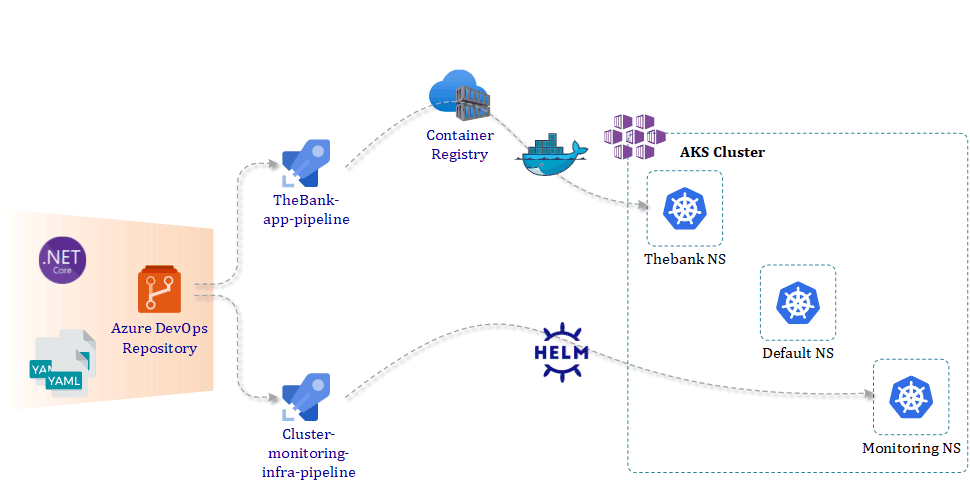 Container
Registry
AKS Cluster
TheBank-
app-pipeline
.NET
Core
Thebank NS
Azure DevOps
Repository
HELM
Default NS
YAML
Cluster-
monitoring-
infra-pipeline
Monitoring NS